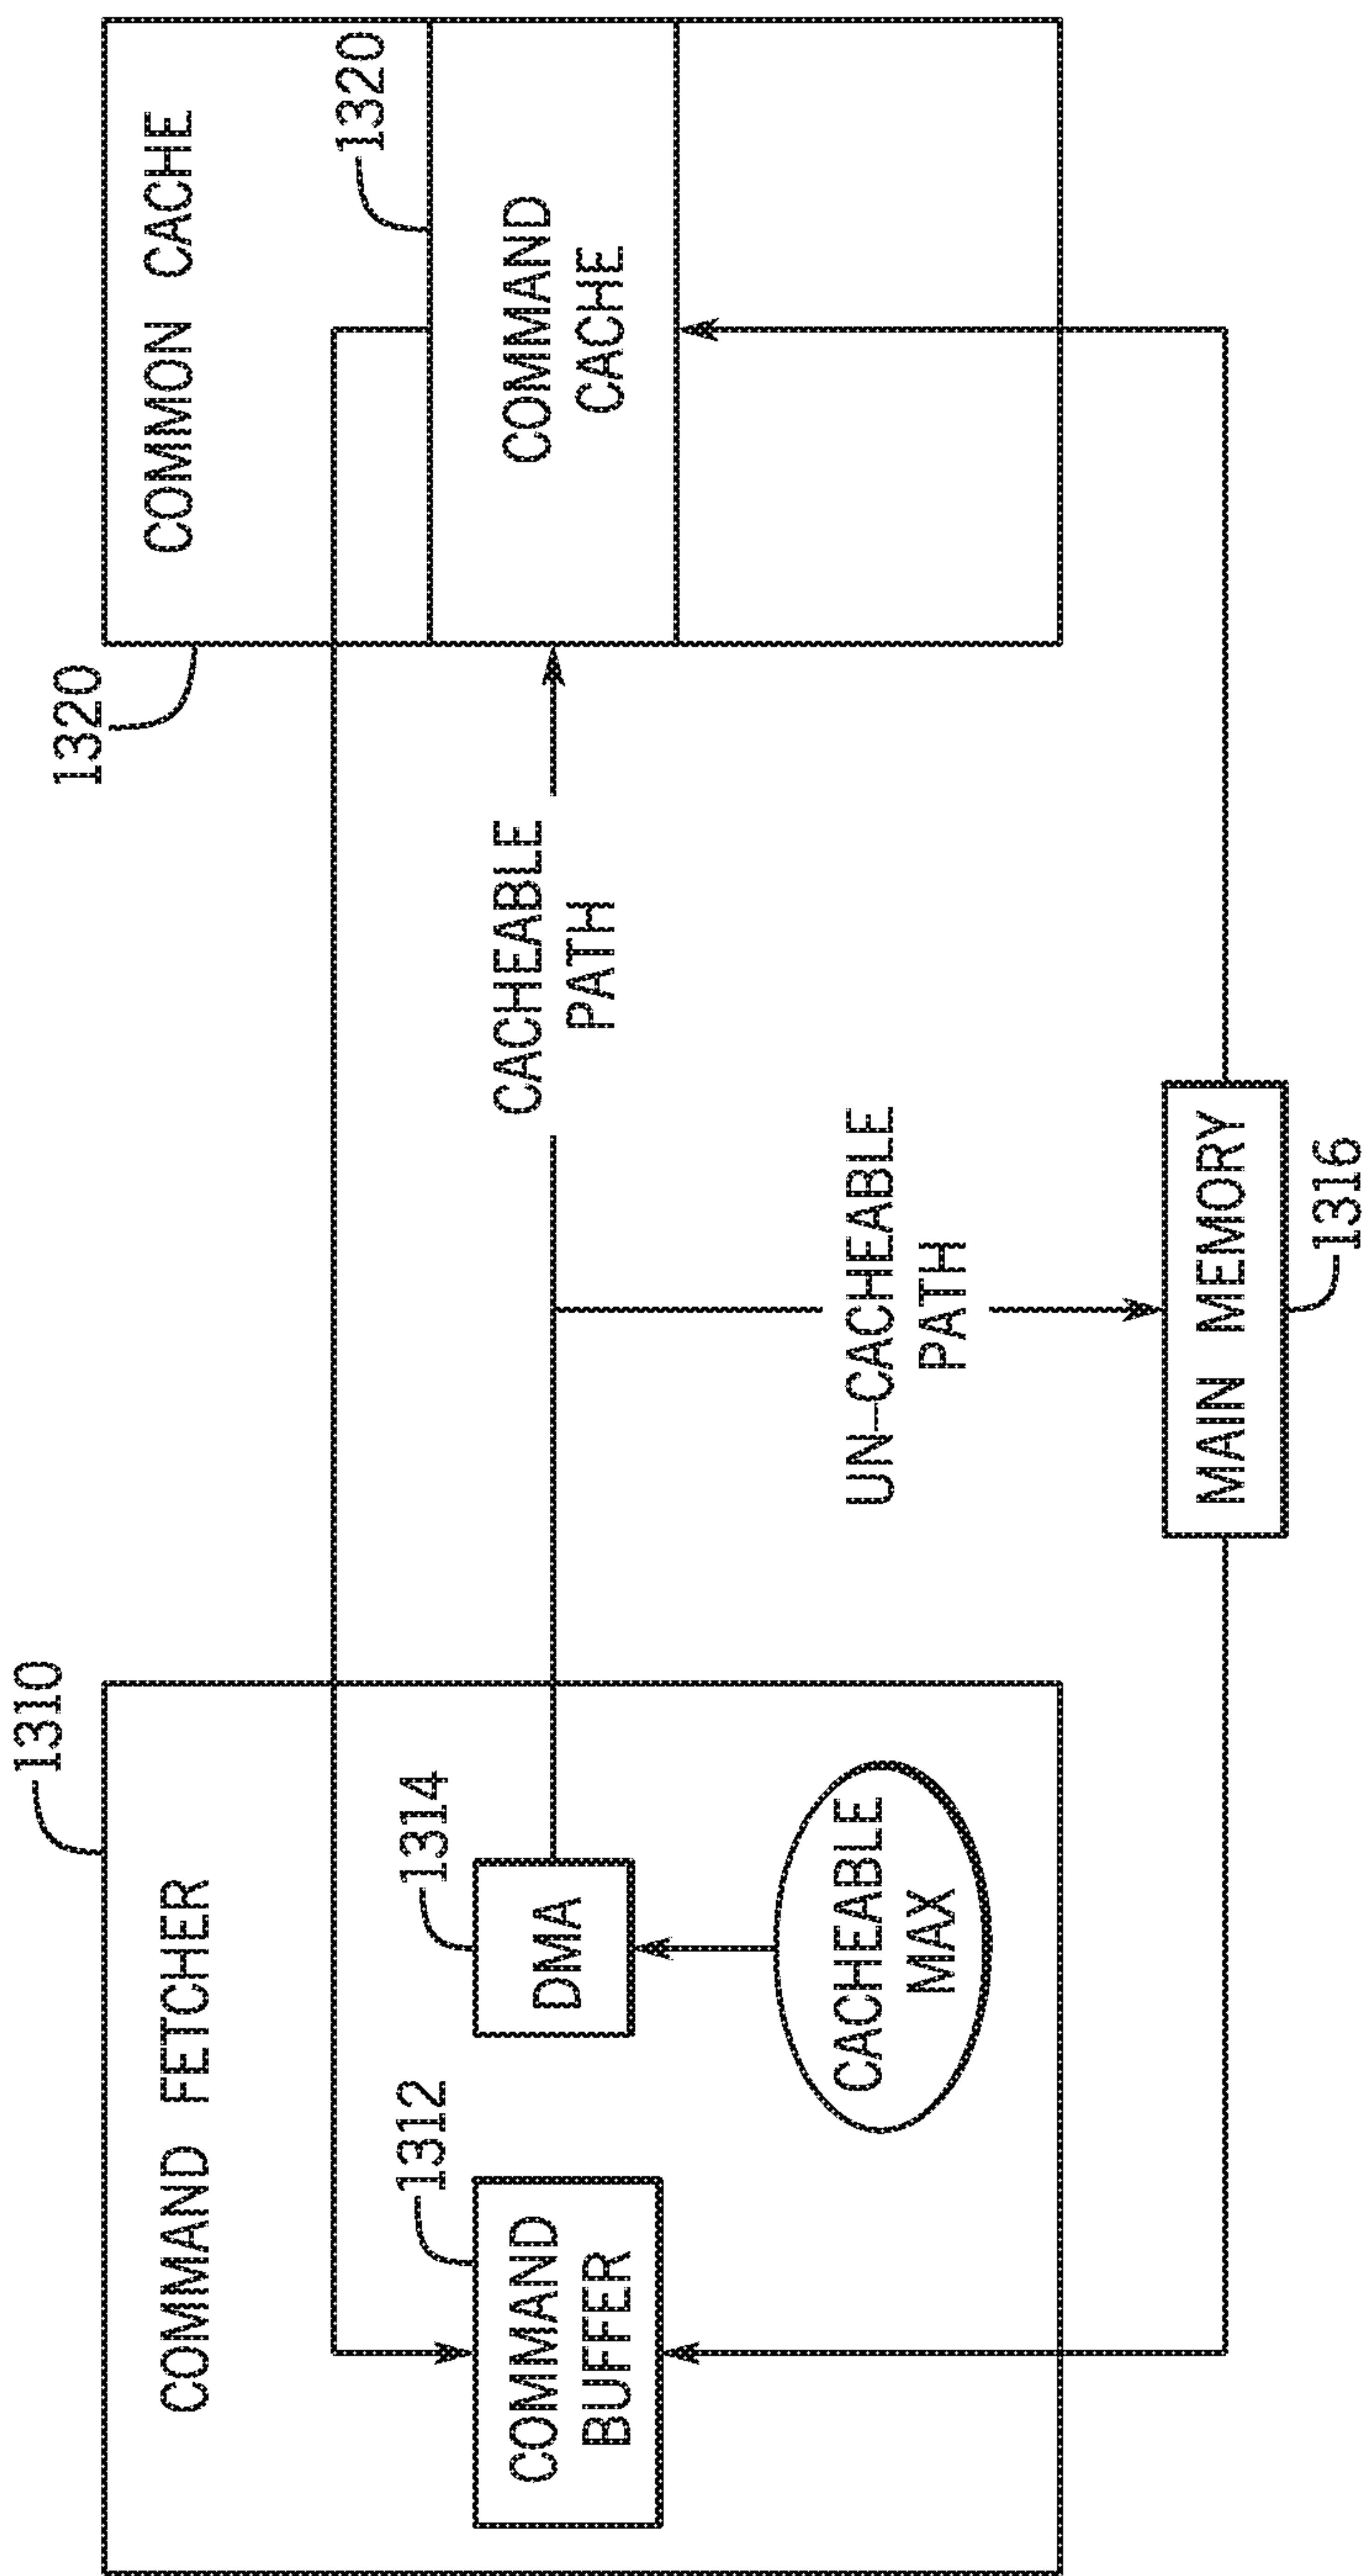 COMMAND FETCHER
1310
COMMAND
BUFFER
1312
DMA
1314
CACHEABLE
MAX
CACHEABLE
PATH
UN-CACHEABLE
PATH
MAIN MEMORY
1316
1320
COMMON CACHE
1320
COMMAND
CACHE